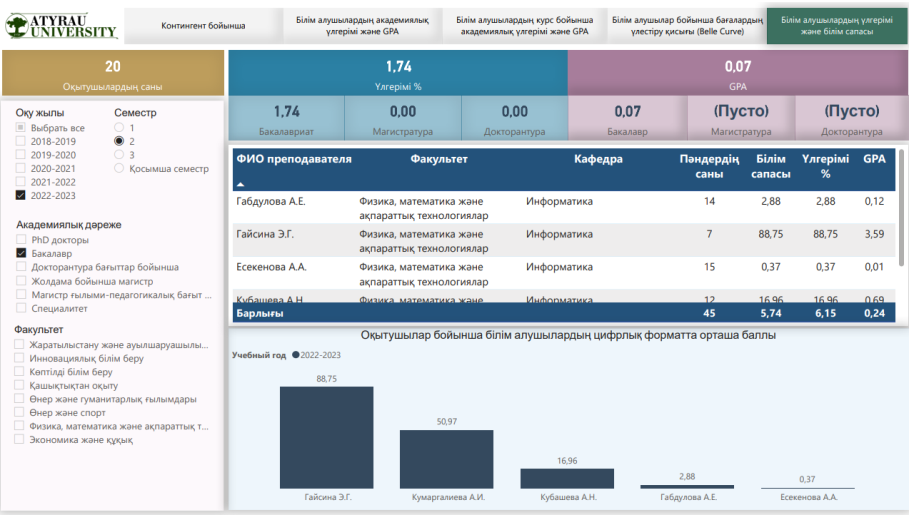 ATYRAU
UNIVERSITY
Контингент бойынша
Білім алушылардың академиялық
үлгерімі және GPA
Білім алушылардың курс бойынша
академиялық үлгерімі және GPA
Білім алушылар бойынша бағалардың
үлестіру қисығы (Belle Curve)
Білім алушылардың үлгерімі
және білім сапасы
20
Оқытушылардың саны
1,74
Үлгерімі %
0,07
GPA
1,74
Бакалавриат
0,00
Магистратура
0,00
Докторантура
0,07
Бакалавр
(Пусто)
Магистратура
(Пусто)
Докторантура
Оқу жылы
Выбрать все
2018-2019
2019-2020
2020-2021
2021-2022
2022-2023
Семестр
1
2
3
Қосымша семестр
Академиялық дәреже
PhD докторы
Бакалавр
Докторантура бағыттар бойынша
Жолдама бойынша магистр
Магистр ғылыми-педагогикалық бағыт ...
Специалитет
Факультет
Жаратылыстану және ауылшаруашылы...
Инновациялық білім беру
Көптілді білім беру
Қашықтықтан оқыту
Өнер және гуманитарлық ғылымдары
Өнер және спорт
Физика, математика және ақпараттық т...
Экономика және құқық
ФИО преподавателя Факультет Кафедра Пәндердің саны Білім сапасы Үлгерімі % GPA
Габдулова А.Е. Физика, математика және Информатика 14 2,88 2,88 0,12
ақпараттық технологиялар
Гайсина Э.Г. Физика, математика және Информатика 7 88,75 88,75 3,59
ақпараттық технологиялар
Есекенова А.А. Физика, математика және Информатика 15 0,37 0,37 0,01
ақпараттық технологиялар
Кубашева А.Н. Физика, математика және Информатика 12 16,96 16,96 0,69
Барлығы 45 5,74 6,15 0,24
Оқытушылар бойынша білім алушылардың цифрлық форматта орташа баллы
Учебный год 2022-2023
88,75
50,97
16,96
2,88
0,37
Гайсина Э.Г.
Кумаргалиева А.И.
Кубашева А.Н.
Габдулова А.Е.
Есекенова А.А.